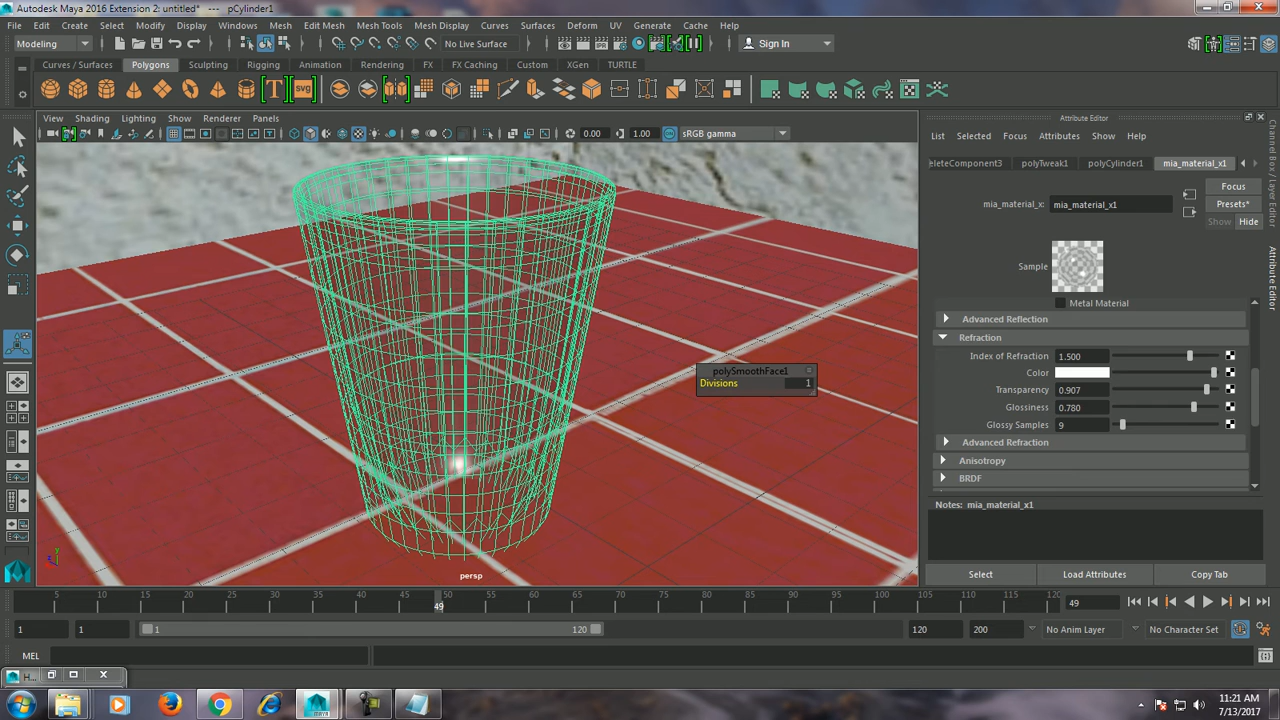 Autodesk Maya 2016 Extension 2: untitled* --- pCylinder1
File Edit Create Select Modify Display Windows Mesh Edit Mesh Mesh Tools Mesh Display Curves Surfaces Deform UV Generate Cache Help
Modeling No Live Surface Sign In
Curves / Surfaces Polygons Sculpting Rigging Animation Rendering FX FX Caching Custom XGen TURTLE
T svg
View Shading Lighting Show Renderer Panels
0.00 1.00 sRGB gamma
Attribute Editor
List Selected Focus Attributes Show Help
eleteComponent3 polyTweak1 polyCylinder1 mia_material_x1
Focus
mia_material_x: mia_material_x1 Presets*
Show Hide
Sample
Metal Material
Advanced Reflection
Refraction
Index of Refraction 1.500
Color
Transparency 0.907
Glossiness 0.780
Glossy Samples 9
Advanced Refraction
Anisotropy
BRDF
Notes: mia_material_x1
Select Load Attributes Copy Tab
Channel Box / Layer Editor
Attribute Editor
polySmoothFace1
Divisions 1
y
z
persp
5 10 15 20 25 30 35 40 45 50 55 60 65 70 75 80 85 90 95 100 105 110 115 120
49
49
1 1 1 120 120 200 No Anim Layer No Character Set
MEL
H...
MAYA
11:21 AM
7/13/2017